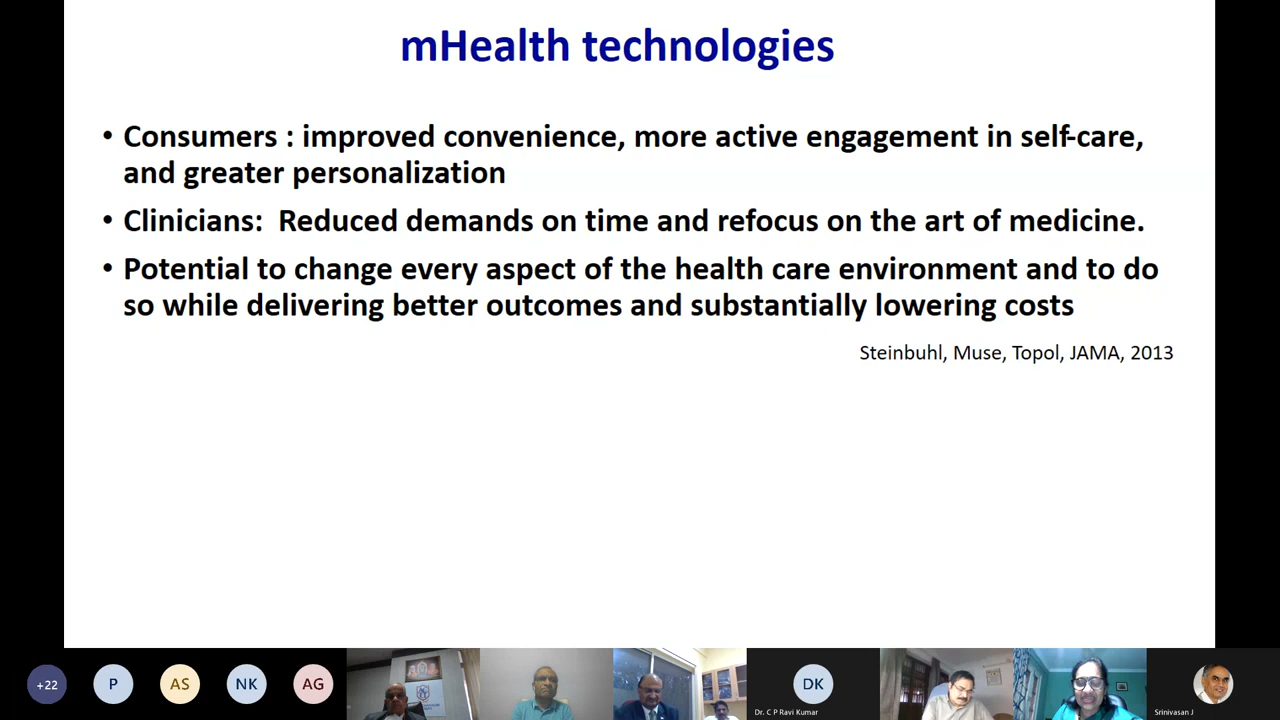 mHealth technologies
• Consumers : improved convenience, more active engagement in self-care,
and greater personalization
• Clinicians:  Reduced demands on time and refocus on the art of medicine.
• Potential to change every aspect of the health care environment and to do
so while delivering better outcomes and substantially lowering costs
Steinbuhl, Muse, Topol, JAMA, 2013
+22
P
AS
NK
AG
DK
Dr. C P Ravi Kumar
Srinivasan J